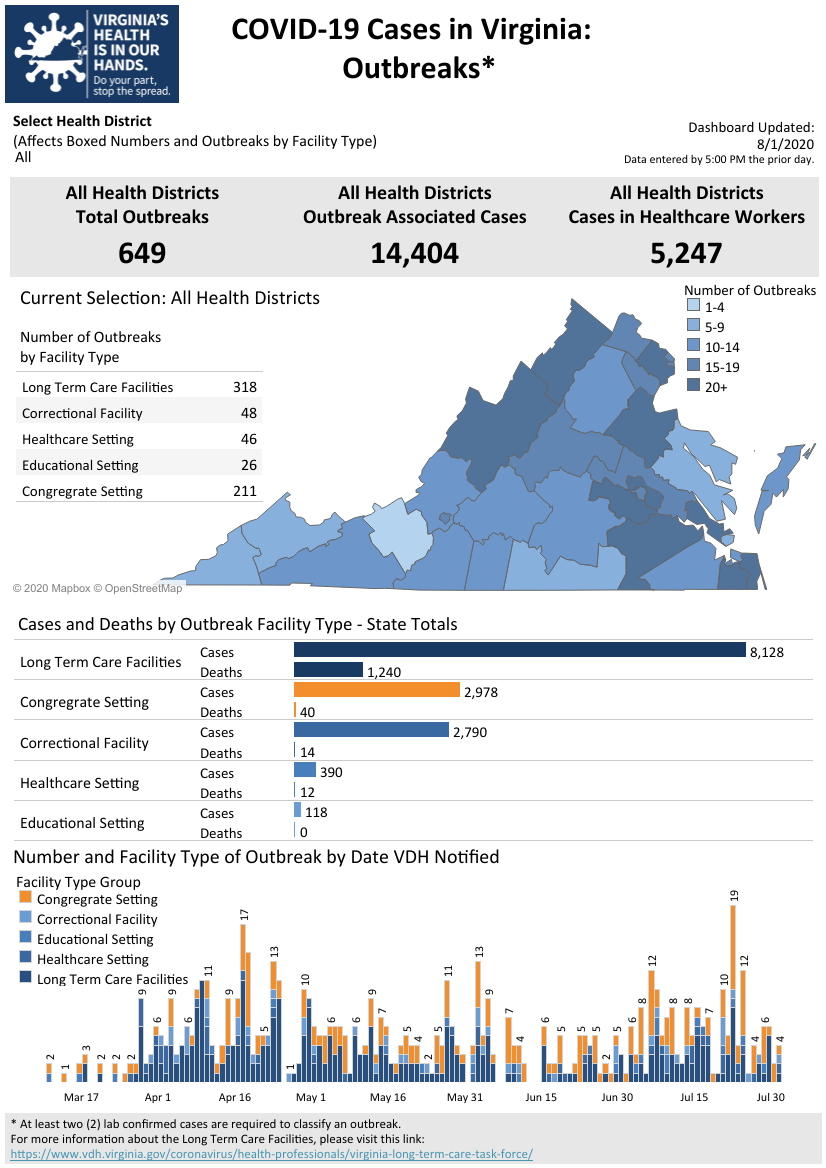 VIRGINIA'S
HEALTH
IS IN OUR
HANDS.
Do your part,
stop the spread.
COVID-19 Cases in Virginia:
Outbreaks*
Select Health District
(Affects Boxed Numbers and Outbreaks by Facility Type)
All
Dashboard Updated:
8/1/2020
Data entered by 5:00 PM the prior day.
All Health Districts
Total Outbreaks
649
All Health Districts
Outbreak Associated Cases
14,404
All Health Districts
Cases in Healthcare Workers
5,247
Current Selection: All Health Districts
Number of Outbreaks
by Facility Type
Long Term Care Facilities 318
Correctional Facility 48
Healthcare Setting 46
Educational Setting 26
Congregrate Setting 211
Number of Outbreaks
1-4
5-9
10-14
15-19
20+
© 2020 Mapbox © OpenStreetMap
Cases and Deaths by Outbreak Facility Type - State Totals
Long Term Care Facilities
Cases 8,128
Deaths 1,240
Congregrate Setting
Cases 2,978
Deaths 40
Correctional Facility
Cases 2,790
Deaths 14
Healthcare Setting
Cases 390
Deaths 12
Educational Setting
Cases 118
Deaths 0
Number and Facility Type of Outbreak by Date VDH Notified
Facility Type Group
Congregrate Setting
Correctional Facility
Educational Setting
Healthcare Setting
Long Term Care Facilities
2 1 3 2 2 2 9 6 9 6 11 9 17 5 13 1 10 6 6 9 7 5 4 2 5 11 5 13 9 7 4 6 5 5 5 2 5 6 8 12 8 8 7 10 19 12 4 6 4
Mar 17 Apr 1 Apr 16 May 1 May 16 May 31 Jun 15 Jun 30 Jul 15 Jul 30
* At least two (2) lab confirmed cases are required to classify an outbreak.
For more information about the Long Term Care Facilities, please visit this link:
https://www.vdh.virginia.gov/coronavirus/health-professionals/virginia-long-term-care-task-force/